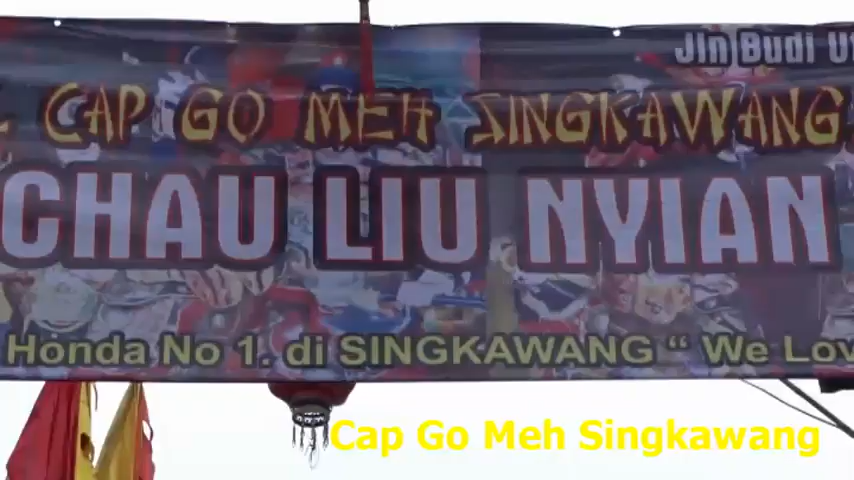 Jin Budi
CAP GO MEH SINGKAWANG
CHAU LIU NYIAN
Honda No 1. di SINGKAWANG “ We
Cap Go Meh Singkawang